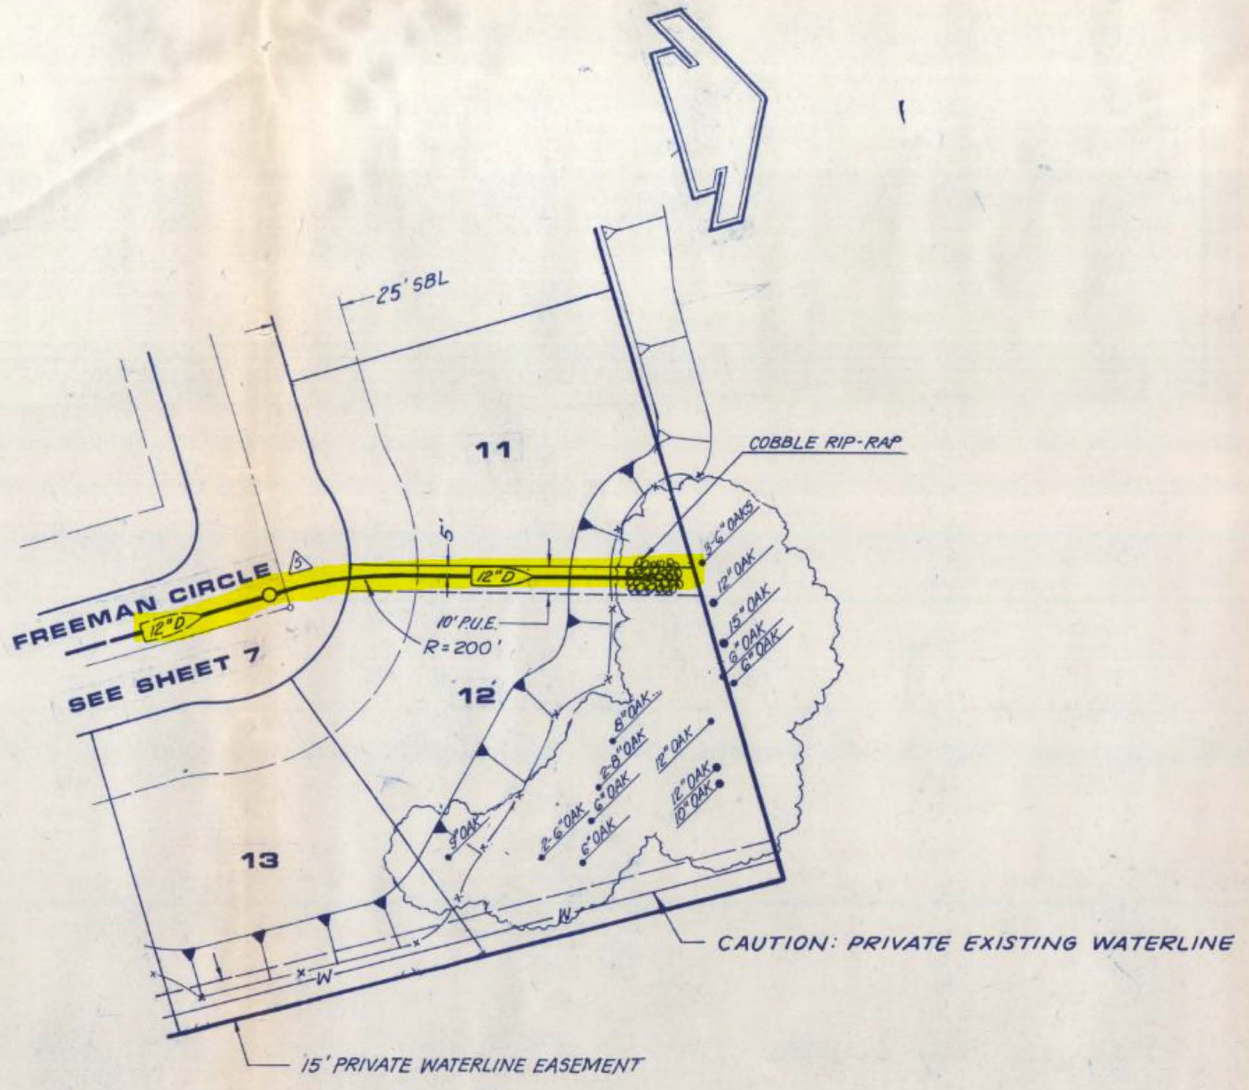 25' SBL
11
COBBLE RIP-RAP
5'
3-6" OAKS
FREEMAN CIRCLE
5
12"D
12"D
12" OAK
10' P.U.E.
15" OAK
R=200'
6" OAK
6" OAK
SEE SHEET 7
12
8" OAK
12" OAK
2-8" OAK
12" OAK
6" OAK
10" OAK
9" OAK
2-6" OAK
6" OAK
13
W
CAUTION: PRIVATE EXISTING WATERLINE
W
15' PRIVATE WATERLINE EASEMENT